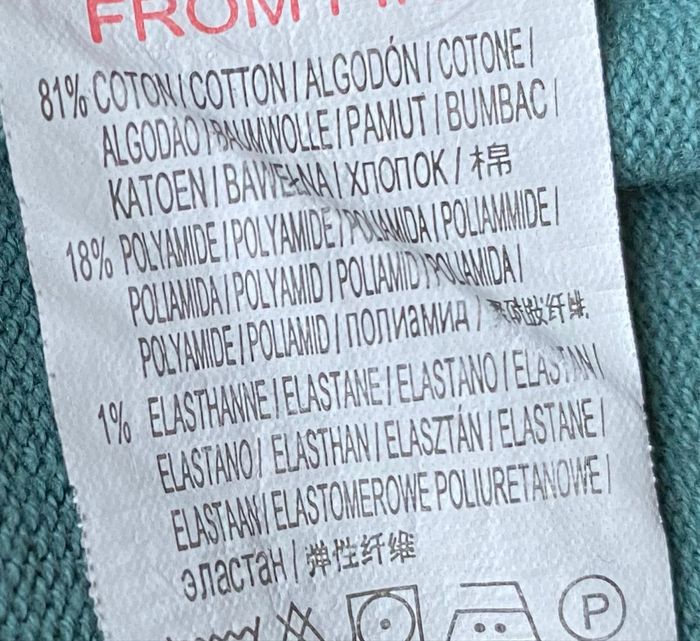 FROM
81% COTON / COTTON / ALGODÓN / COTONE /
ALGODAO / BAUMWOLLE / PAMUT / BUMBAC /
KATOEN / BAWEŁNA / ХЛОПОК / 棉
18% POLYAMIDE / POLYAMIDE / POLIAMIDA / POLIAMMIDE /
POLIAMIDA / POLYAMID / POLIAMID / POLIAMIDA /
POLYAMIDE / POLIAMID / ПОЛИАМИД /
1% ELASTHANNE / ELASTANE / ELASTANO / ELASTAN /
ELASTANO / ELASTHAN / ELASZTÁN / ELASTANE /
ELASTAAN / ELASTOMEROWE POLIURETANOWE /
ЭЛАСТАН / 弹性纤维
P